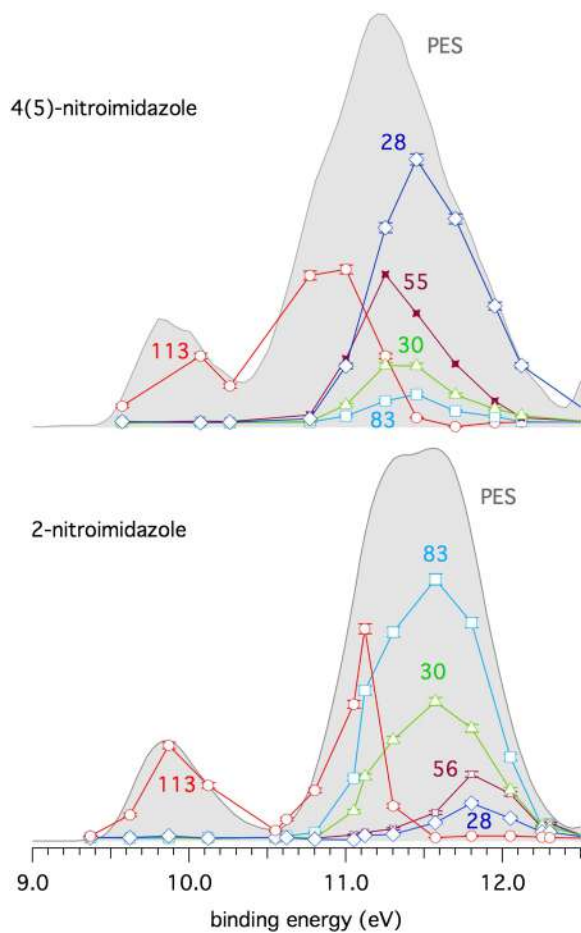 PES
4(5)-nitroimidazole
28
55
113
30
83
PES
2-nitroimidazole
83
30
56
113
28
9.0 10.0 11.0 12.0
binding energy (eV)